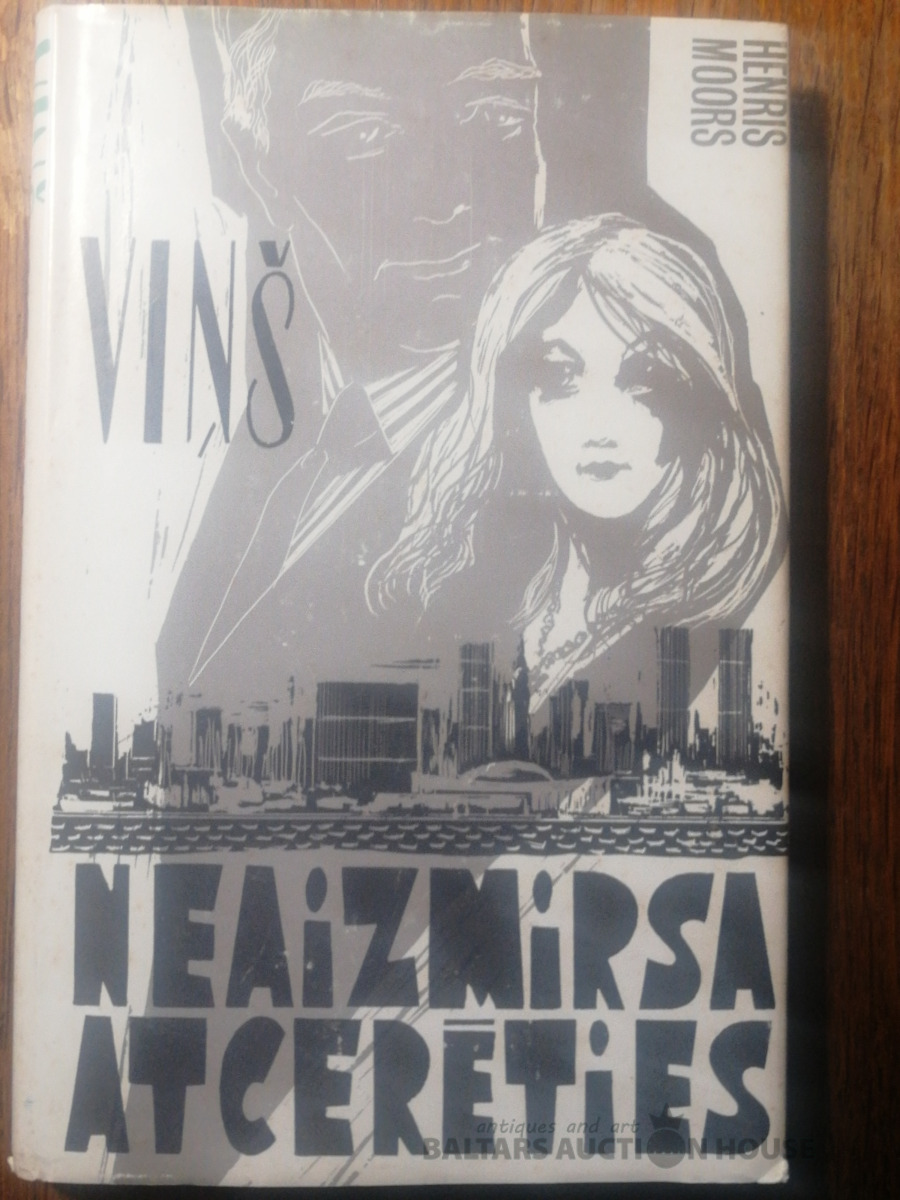 HENRIS
MOORS
VIŅŠ
NEAiZMiRSA
ATCERĒTiES
antiques and art
BALTARS AUCTION HOUSE